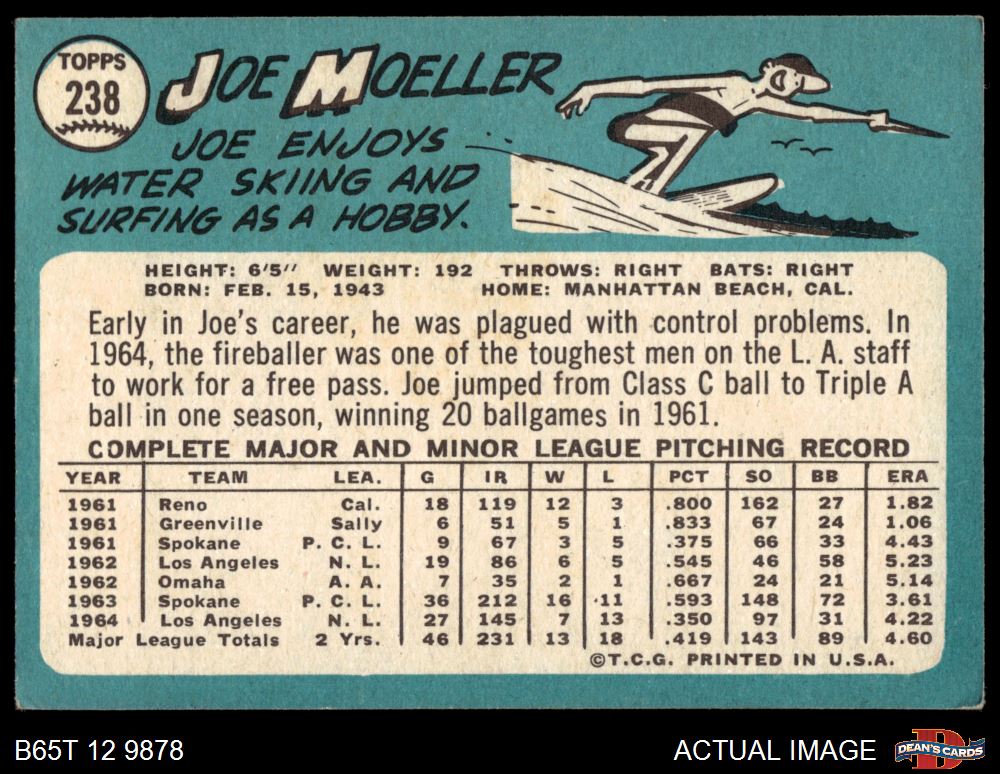 TOPPS
238
JOE MOELLER
JOE ENJOYS
WATER SKIING AND
SURFING AS A HOBBY.
HEIGHT: 6'5" WEIGHT: 192 THROWS: RIGHT BATS: RIGHT
BORN: FEB. 15, 1943 HOME: MANHATTAN BEACH, CAL.
Early in Joe's career, he was plagued with control problems. In
1964, the fireballer was one of the toughest men on the L. A. staff
to work for a free pass. Joe jumped from Class C ball to Triple A
ball in one season, winning 20 ballgames in 1961.
COMPLETE MAJOR AND MINOR LEAGUE PITCHING RECORD
YEAR TEAM LEA. G IR W L PCT SO BB ERA
1961 Reno Cal. 18 119 12 3 .800 162 27 1.82
1961 Greenville Sally 6 51 5 1 .833 67 24 1.06
1961 Spokane P. C. L. 9 67 3 5 .375 66 33 4.43
1962 Los Angeles N. L. 19 86 6 5 .545 46 58 5.23
1962 Omaha A. A. 7 35 2 1 .667 24 21 5.14
1963 Spokane P. C. L. 36 212 16 11 .593 148 72 3.61
1964 Los Angeles N. L. 27 145 7 13 .350 97 31 4.22
Major League Totals 2 Yrs. 46 231 13 18 .419 143 89 4.60
©T.C.G. PRINTED IN U.S.A.
B65T 12 9878 ACTUAL IMAGE DEAN'S CARDS